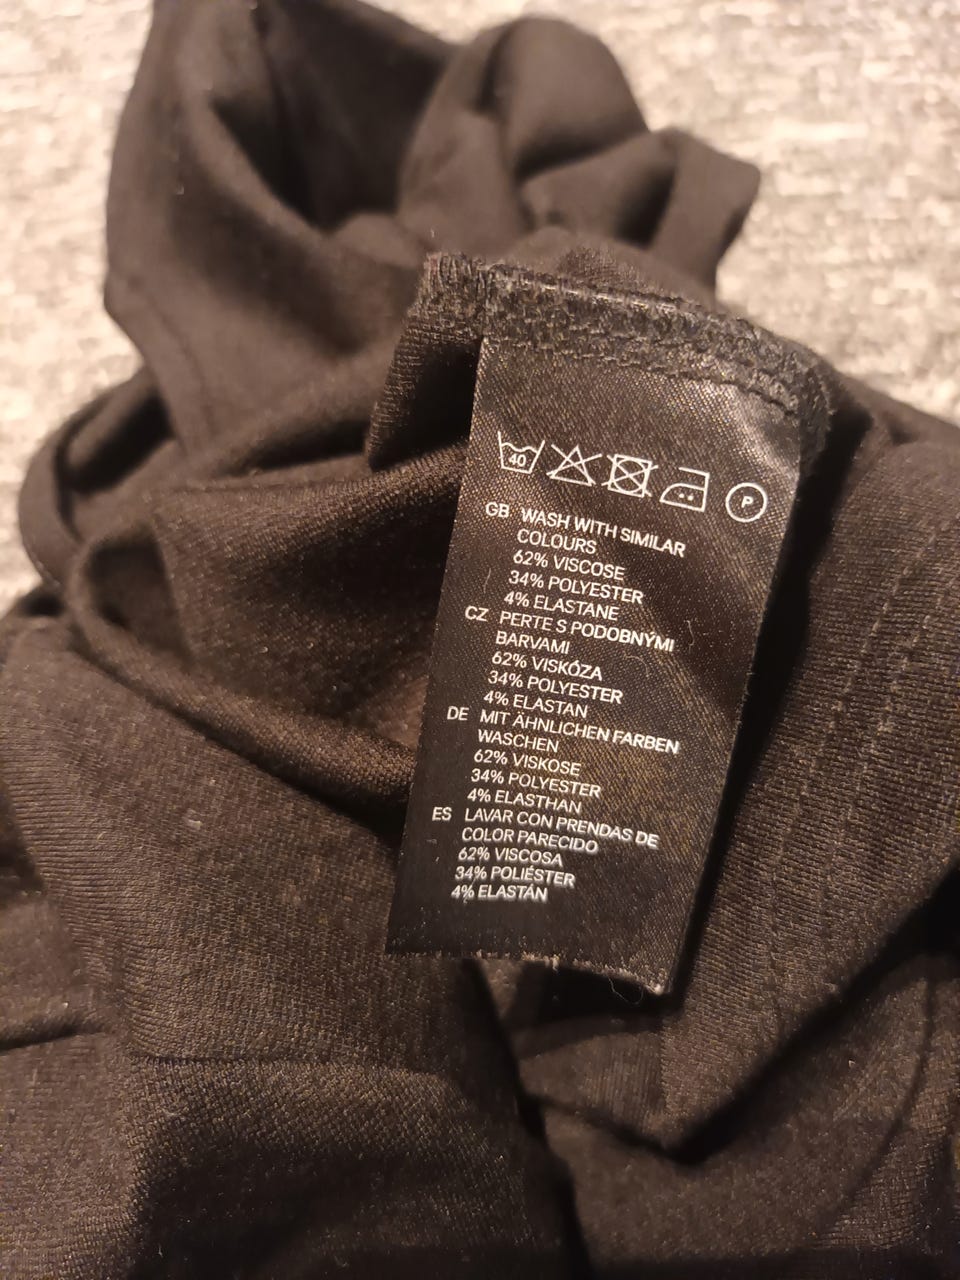 40 P
GB WASH WITH SIMILAR
COLOURS
62% VISCOSE
34% POLYESTER
4% ELASTANE
CZ PERTE S PODOBNÝMI
BARVAMI
62% VISKÓZA
34% POLYESTER
4% ELASTAN
DE MIT ÄHNLICHEN FARBEN
WASCHEN
62% VISKOSE
34% POLYESTER
4% ELASTHAN
ES LAVAR CON PRENDAS DE
COLOR PARECIDO
62% VISCOSA
34% POLIÉSTER
4% ELASTÁN